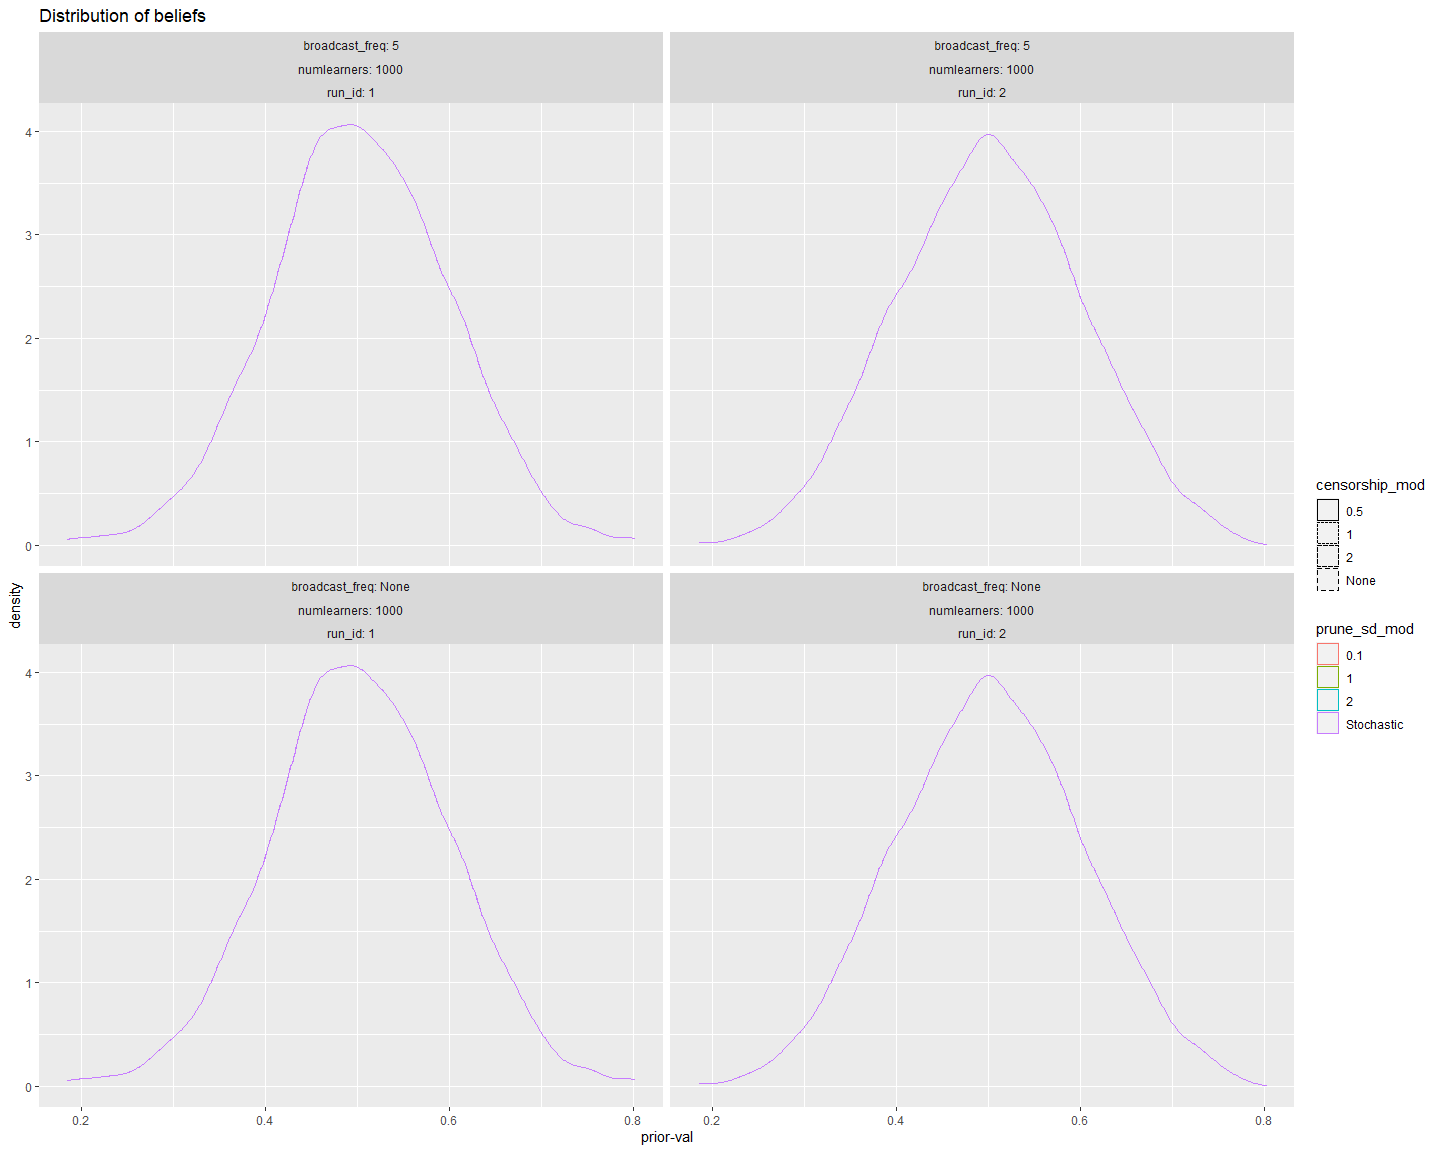 Distribution of beliefs
broadcast_freq: 5
numlearners: 1000
run_id: 1
broadcast_freq: 5
numlearners: 1000
run_id: 2
4
3
2
1
0
broadcast_freq: None
numlearners: 1000
run_id: 1
broadcast_freq: None
numlearners: 1000
run_id: 2
4
3
2
1
0
density
0.2
0.4
0.6
0.8
0.2
0.4
0.6
0.8
prior-val
censorship_mod
0.5
1
2
None
prune_sd_mod
0.1
1
2
Stochastic